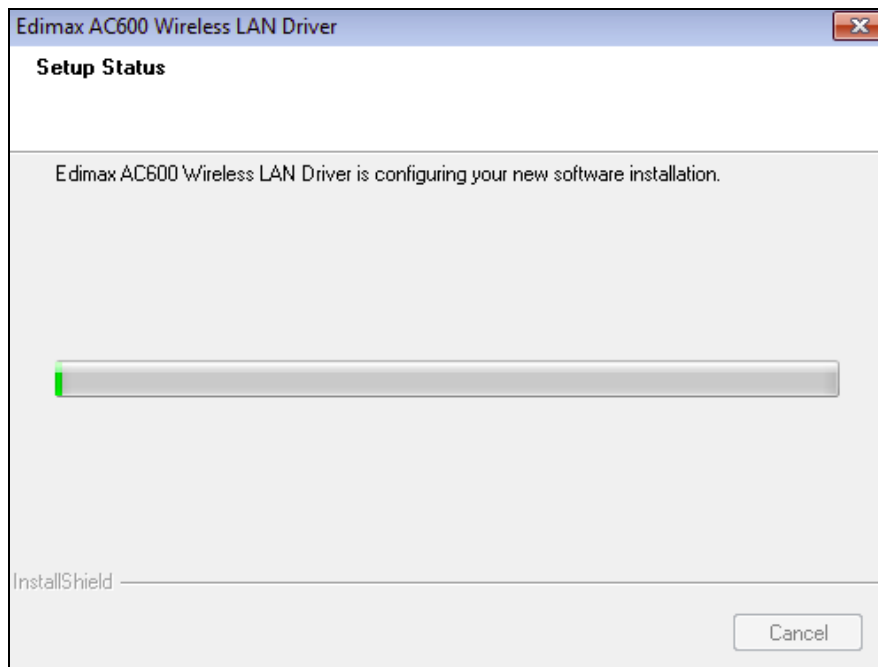 Edimax AC600 Wireless LAN Driver
Setup Status
Edimax AC600 Wireless LAN Driver is configuring your new software installation.
InstallShield
Cancel